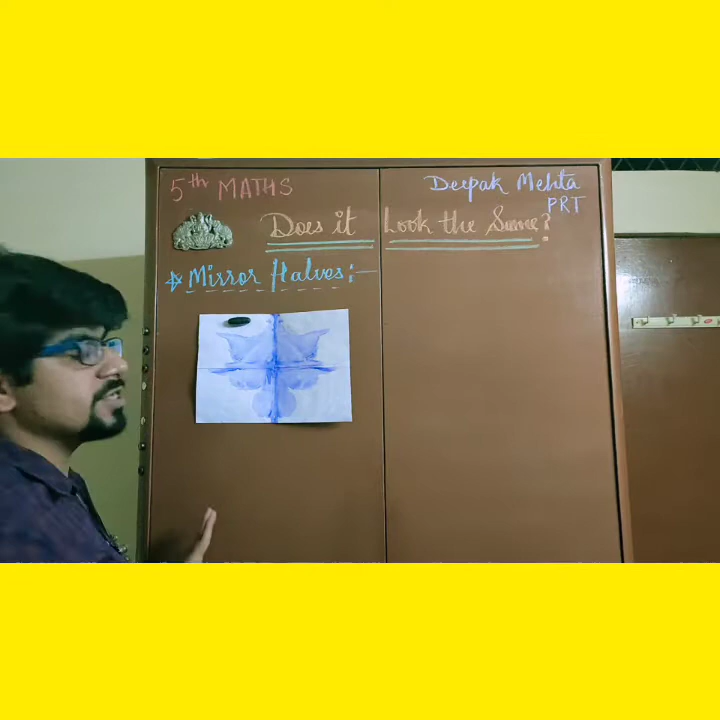 5th MATHS
Deepak Mehta
PRT
Does it Look the Same?
☆ Mirror Halves :-